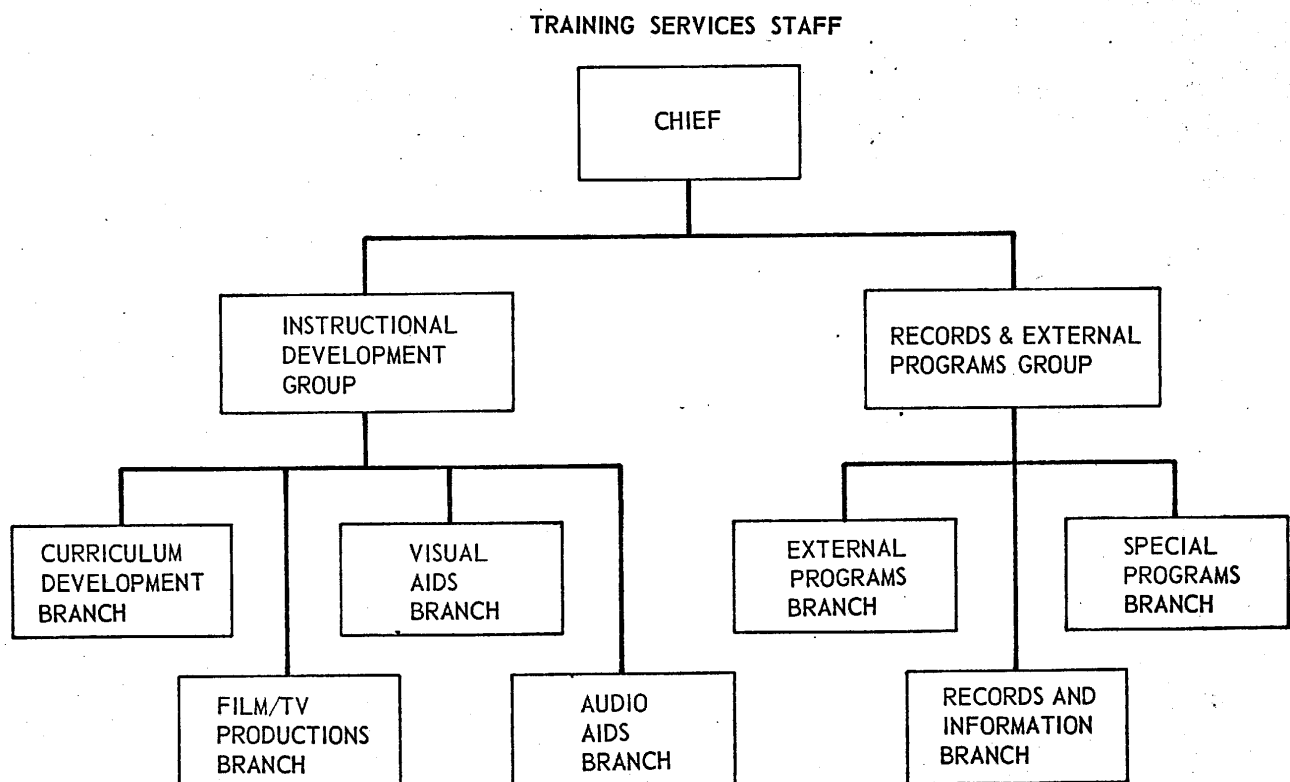 TRAINING SERVICES STAFF
CHIEF
INSTRUCTIONAL
DEVELOPMENT
GROUP
RECORDS & EXTERNAL
PROGRAMS GROUP
CURRICULUM
DEVELOPMENT
BRANCH
VISUAL
AIDS
BRANCH
EXTERNAL
PROGRAMS
BRANCH
SPECIAL
PROGRAMS
BRANCH
FILM/TV
PRODUCTIONS
BRANCH
AUDIO
AIDS
BRANCH
RECORDS AND
INFORMATION
BRANCH